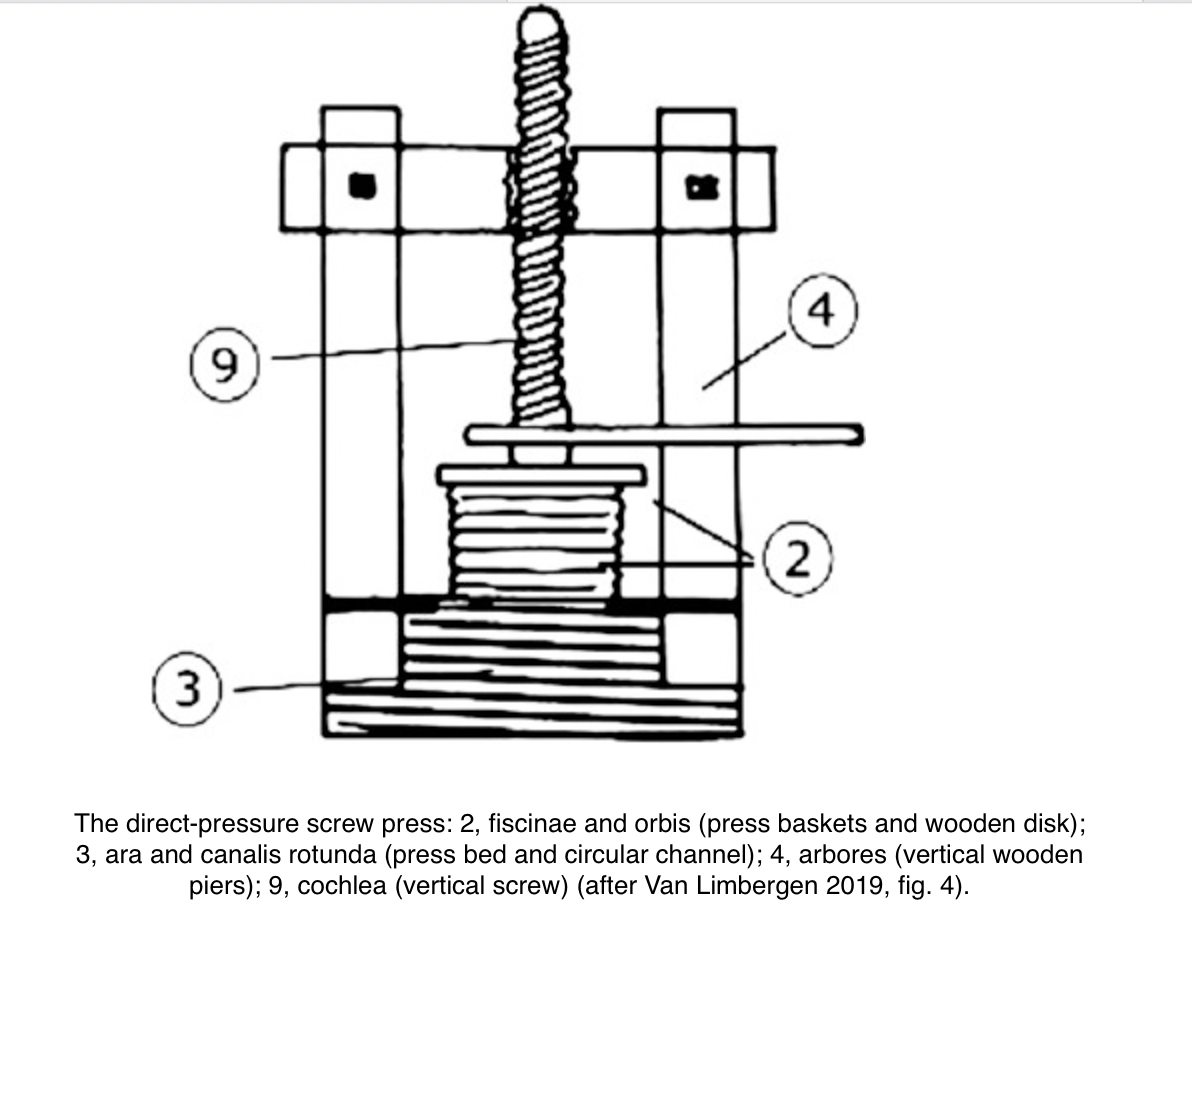 4
9
2
3
The direct-pressure screw press: 2, fiscinae and orbis (press baskets and wooden disk);
3, ara and canalis rotunda (press bed and circular channel); 4, arbores (vertical wooden
piers); 9, cochlea (vertical screw) (after Van Limbergen 2019, fig. 4).